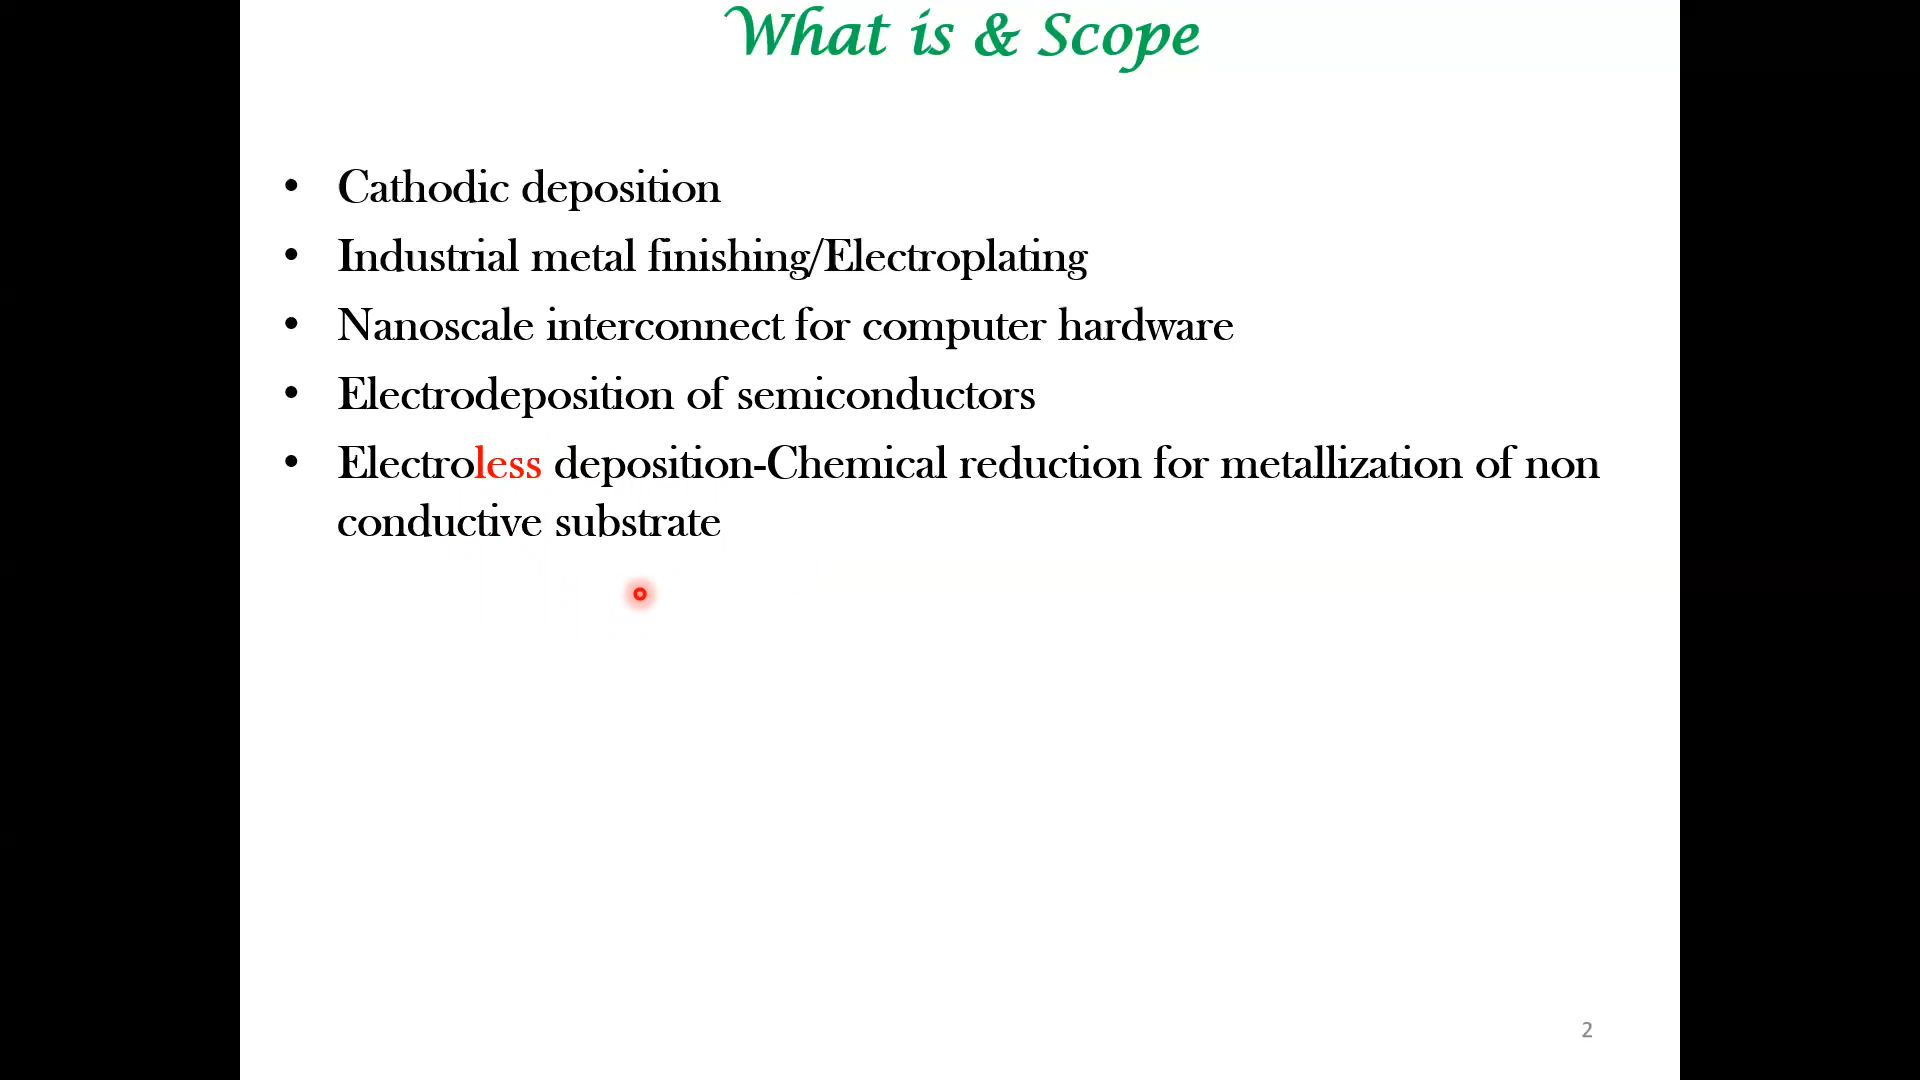 What is & Scope
• Cathodic deposition
• Industrial metal finishing/Electroplating
• Nanoscale interconnect for computer hardware
• Electrodeposition of semiconductors
• Electroless deposition-Chemical reduction for metallization of non
conductive substrate
2